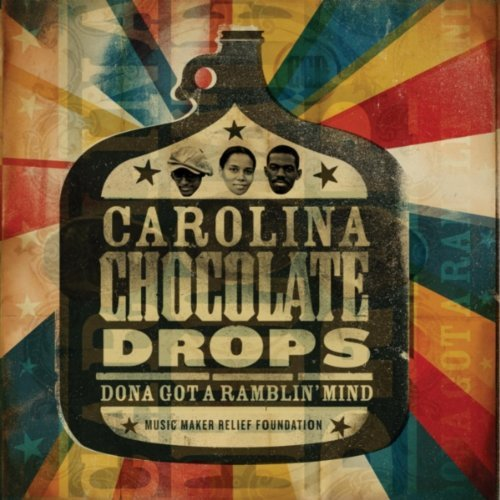 CAROLINA
CHOCOLATE
DROPS
DONA GOT A RAMBLIN' MIND
MUSIC MAKER RELIEF FOUNDATION